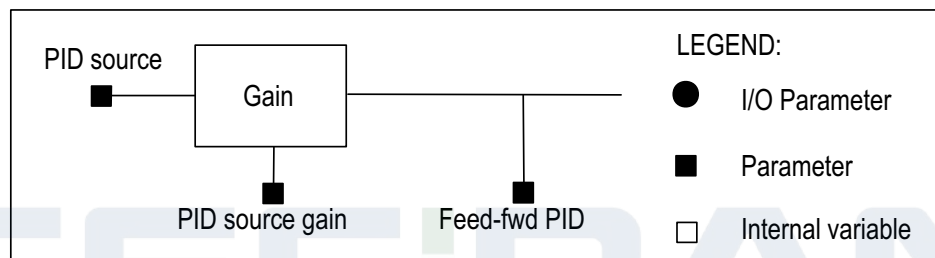 PID source
Gain
PID source gain
Feed-fwd PID
LEGEND:
I/O Parameter
Parameter
Internal variable